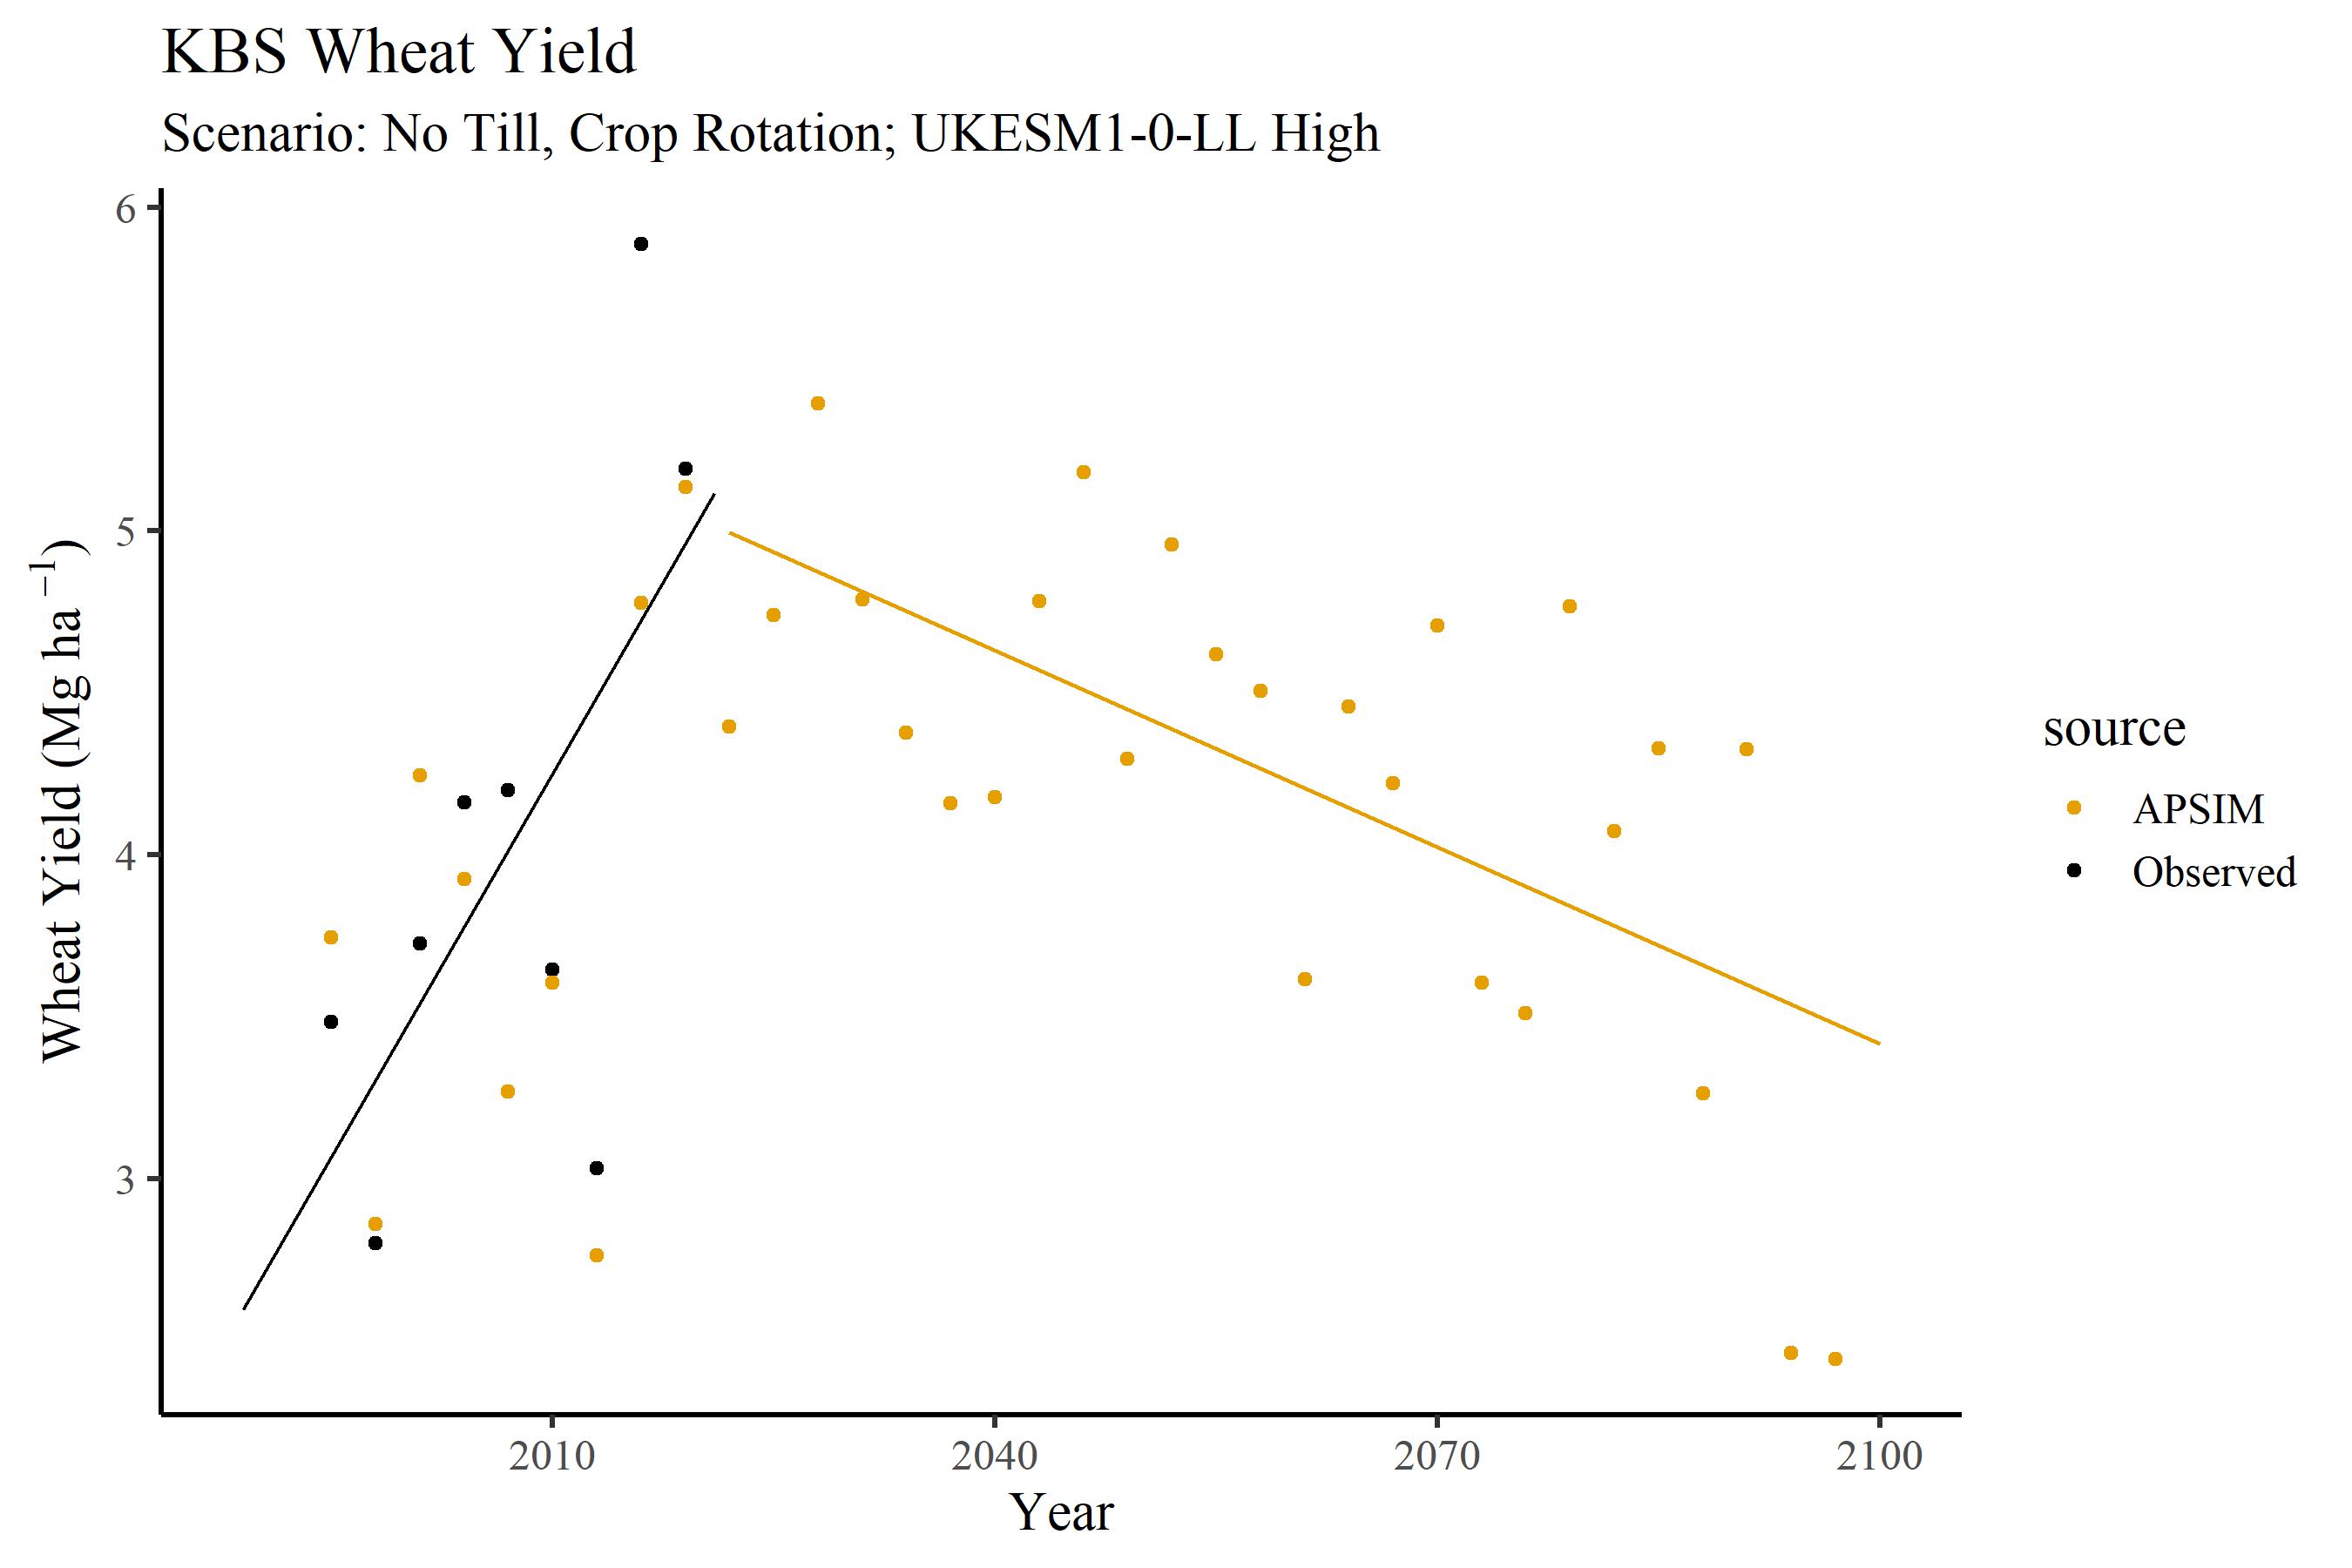 KBS Wheat Yield
Scenario: No Till, Crop Rotation; UKESM1-0-LL High
6
5
4
3
Wheat Yield (Mg ha⁻¹)
2010
2040
2070
2100
Year
source
APSIM
Observed